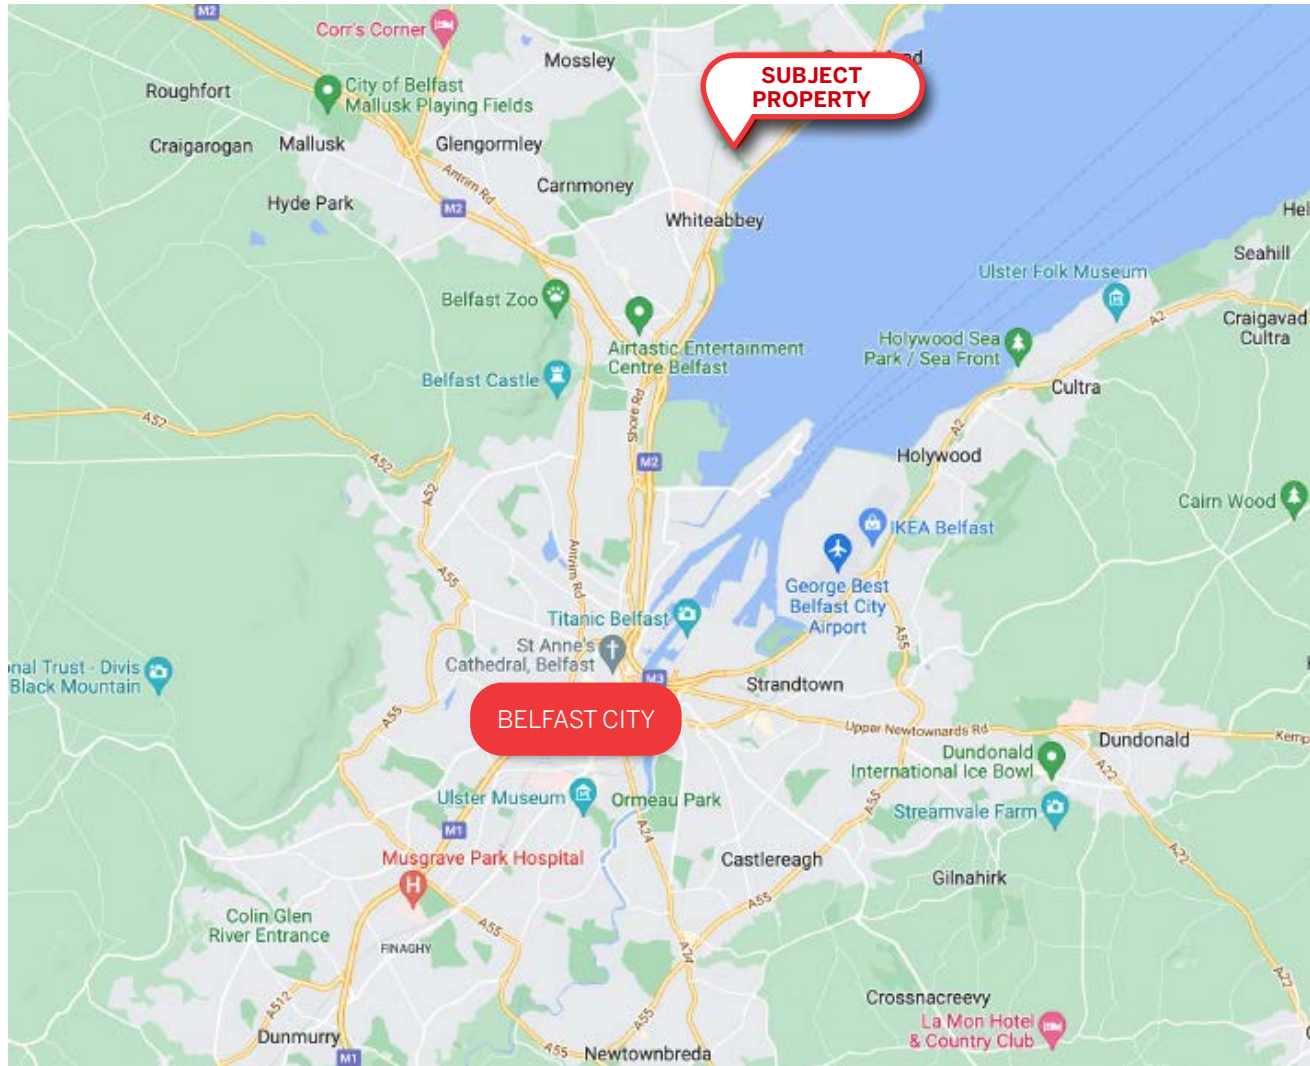 M2
Corr's Corner
Mossley
SUBJECT
PROPERTY
Roughfort
City of Belfast
Mallusk Playing Fields
Craigarogan
Mallusk
Glengormley
Antrim Rd
Carnmoney
Hyde Park
M2
Whiteabbey
Seahill
Ulster Folk Museum
Belfast Zoo
A2
Craigavad
Cultra
Airtastic Entertainment
Centre Belfast
Holywood Sea
Park / Sea Front
Belfast Castle
Cultra
Shore Rd
A52
A2
A52
M2
Holywood
A52
Cairn Wood
IKEA Belfast
Antrim Rd
A55
George Best
Belfast City
Airport
Titanic Belfast
A55
St Anne's
Cathedral, Belfast
onal Trust - Divis
Black Mountain
M3
Strandtown
A55
BELFAST CITY
Upper Newtownards Rd
Dundonald
Kemp
Dundonald
International Ice Bowl
A22
Ulster Museum
Ormeau Park
A55
Streamvale Farm
M1
A24
A22
Musgrave Park Hospital
H
Castlereagh
Gilnahirk
A55
Colin Glen
River Entrance
A55
FINAGHY
A24
A22
A512
Crossnacreevy
La Mon Hotel
& Country Club
A55
Dunmurry
M1
A55
Newtownbreda